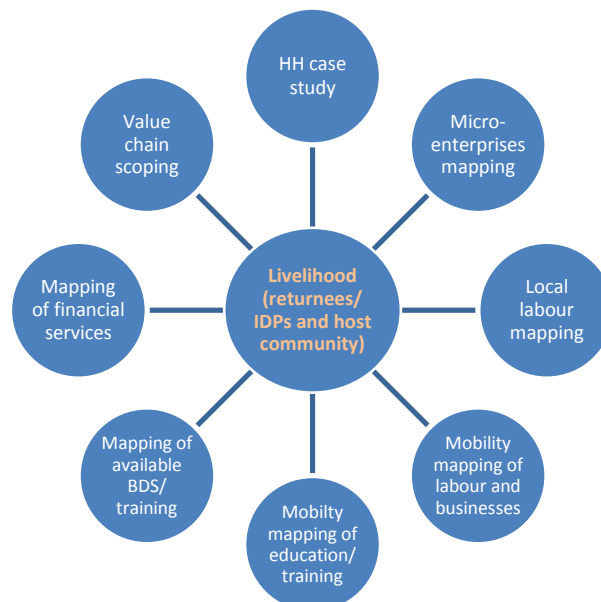 HH case
study
Micro-
enterprises
mapping
Local
labour
mapping
Mobility
mapping of
labour and
businesses
Mobilty
mapping of
education/
training
Mapping of
available
BDS/
training
Mapping
of financial
services
Value
chain
scoping
Livelihood
(returnees/
IDPs and host
community)